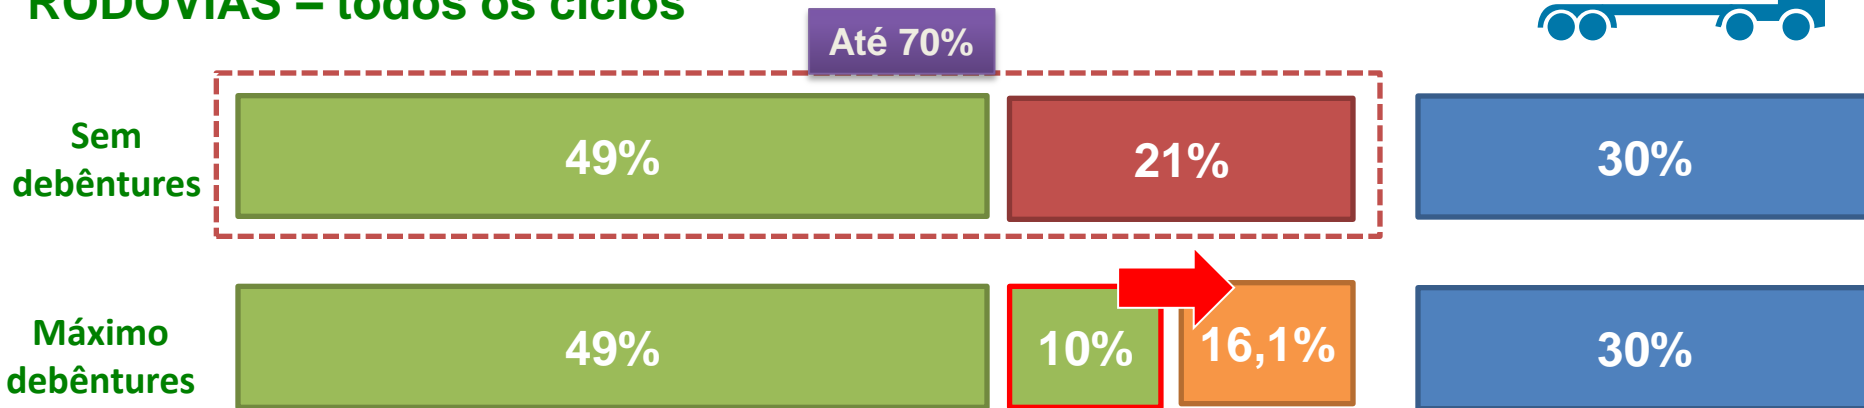 RODOVIAS – todos os ciclos
Até 70%
Sem
debêntures
49%
21%
30%
Máximo
debêntures
49%
10%
16,1%
30%